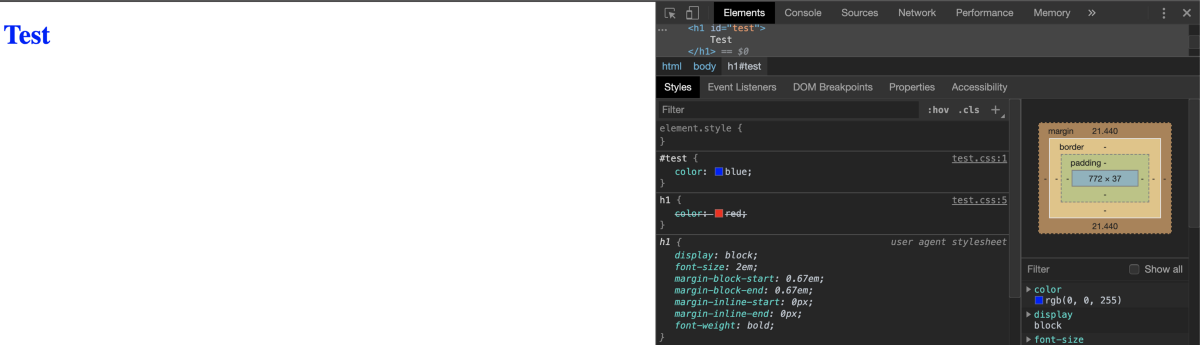 Test
Elements Console Sources Network Performance Memory »
… <h1 id="test">
Test
</h1> == $0
html body h1#test
Styles Event Listeners DOM Breakpoints Properties Accessibility
Filter :hov .cls +
element.style {
}
#test { test.css:1
color: blue;
}
h1 { test.css:5
color: red;
}
h1 { user agent stylesheet
display: block;
font-size: 2em;
margin-block-start: 0.67em;
margin-block-end: 0.67em;
margin-inline-start: 0px;
margin-inline-end: 0px;
font-weight: bold;
}
margin 21.440
border -
padding -
- - - 772 × 37 - - -
-
-
21.440
Filter Show all
color
rgb(0, 0, 255)
display
block
font-size